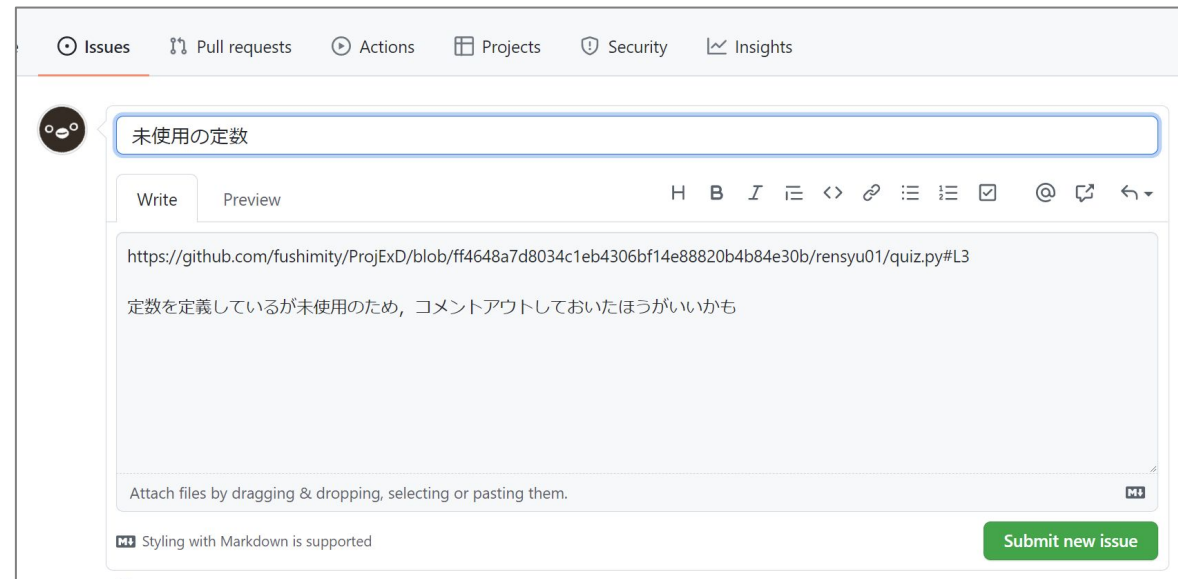 Issues Pull requests Actions Projects Security Insights
未使用の定数
Write Preview
https://github.com/fushimity/ProjExD/blob/ff4648a7d8034c1eb4306bf14e88820b4b84e30b/rensyu01/quiz.py#L3
定数を定義しているが未使用のため，コメントアウトしておいたほうがいいかも
Attach files by dragging & dropping, selecting or pasting them.
Styling with Markdown is supported
Submit new issue